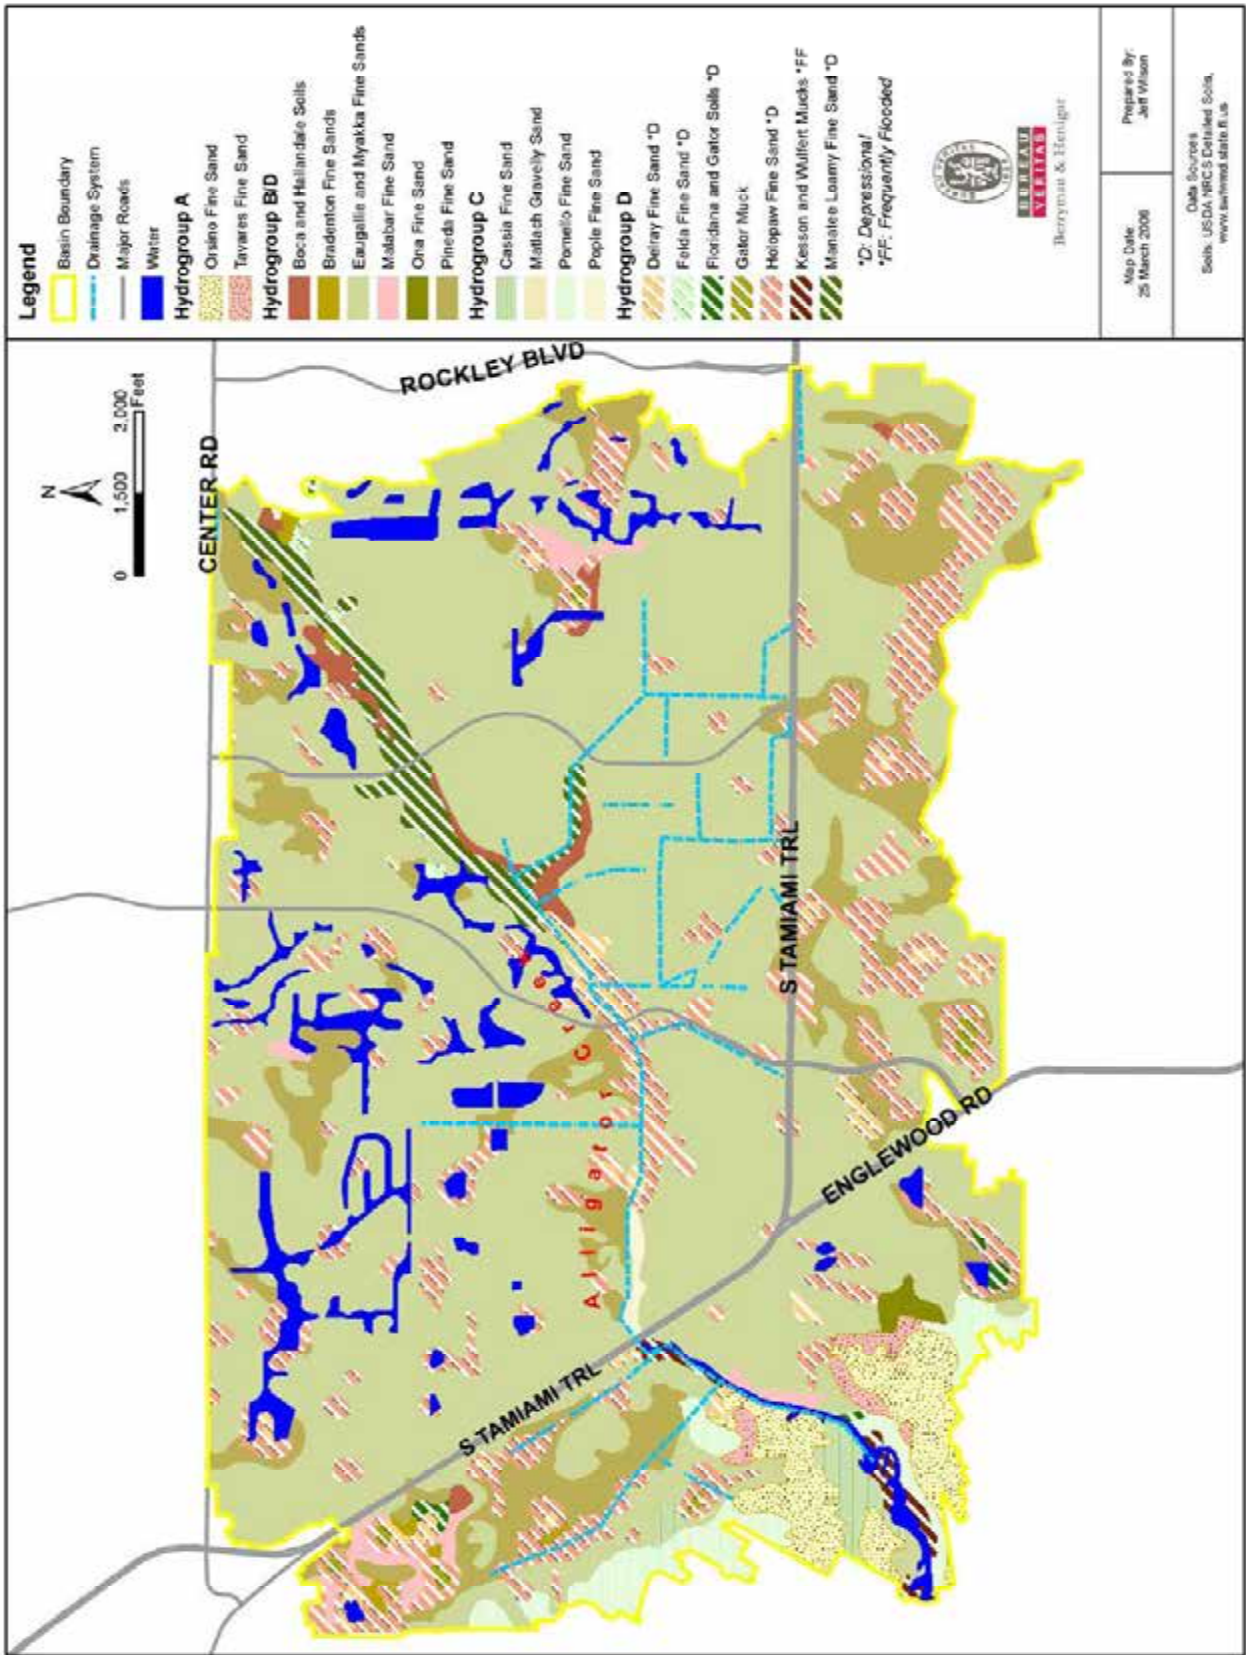 Legend
Basin Boundary
Drainage System
Major Roads
Water
Hydrogroup A
Orsino Fine Sand
Tavares Fine Sand
Hydrogroup B/D
Boca and Hallandale Soils
Bradenton Fine Sands
Eaugallie and Myakka Fine Sands
Malabar Fine Sand
Ona Fine Sand
Pineda Fine Sand
Hydrogroup C
Cassia Fine Sand
Matlach Gravelly Sand
Pomello Fine Sand
Pople Fine Sand
Hydrogroup D
Delray Fine Sand *D
Felda Fine Sand *D
Floridana and Gator Soils *D
Gator Muck
Holopaw Fine Sand *D
Kesson and Wulfert Mucks *FF
Manatee Loamy Fine Sand *D
*D: Depressional
*FF: Frequently Flooded
BUREAU
VERITAS
Berryman & Henigar
Map Date:
25 March 2006
Prepared By:
Jeff Wilson
Data Sources
Soils: USDA NRCS Detailed Soils,
www.swfwmd.state.fl.us
N
0 1,500 2,000
Feet
CENTER RD
ROCKLEY BLVD
S TAMIAMI TRL
Alligator Creek
ENGLEWOOD RD
S TAMIAMI TRL